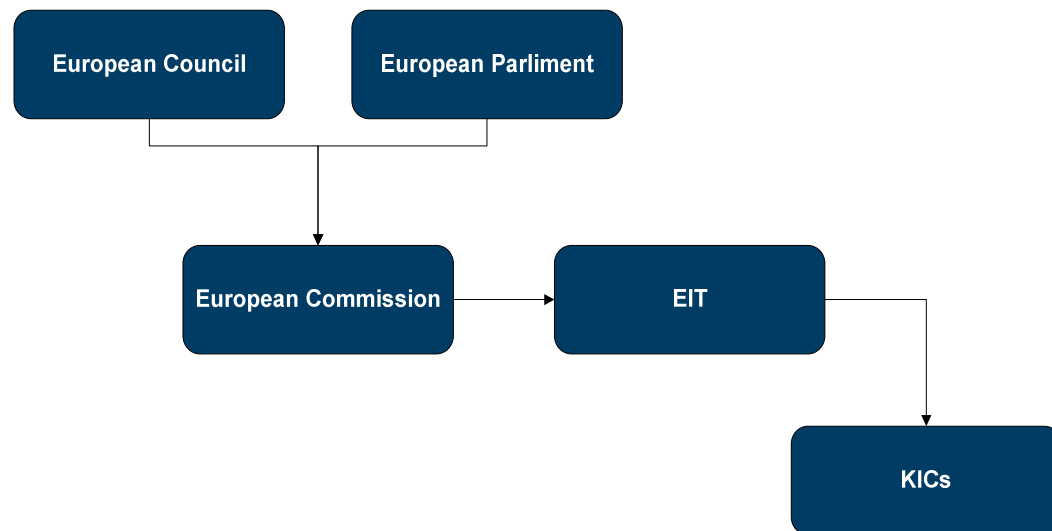 European Council
European Parliment
European Commission
EIT
KICs